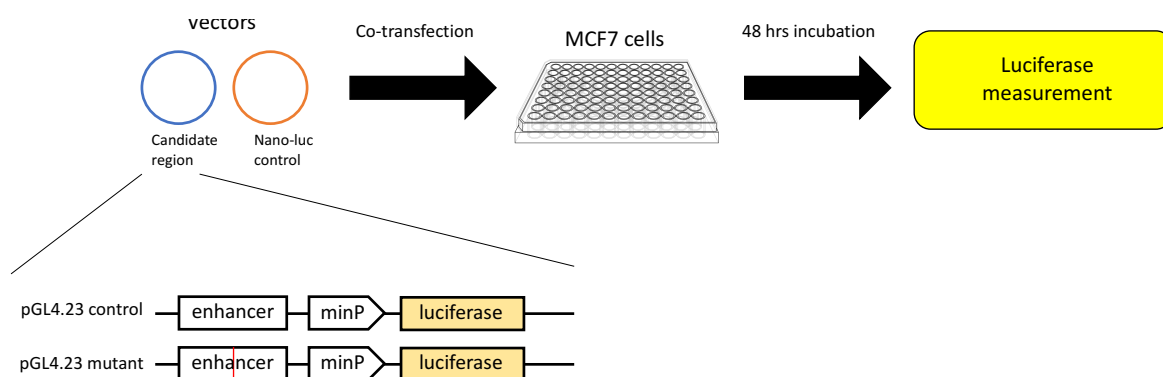 vectors
Co-transfection
MCF7 cells
48 hrs incubation
Luciferase
measurement
Candidate
region
Nano-luc
control
pGL4.23 control
enhancer
minP
luciferase
pGL4.23 mutant
enhancer
minP
luciferase